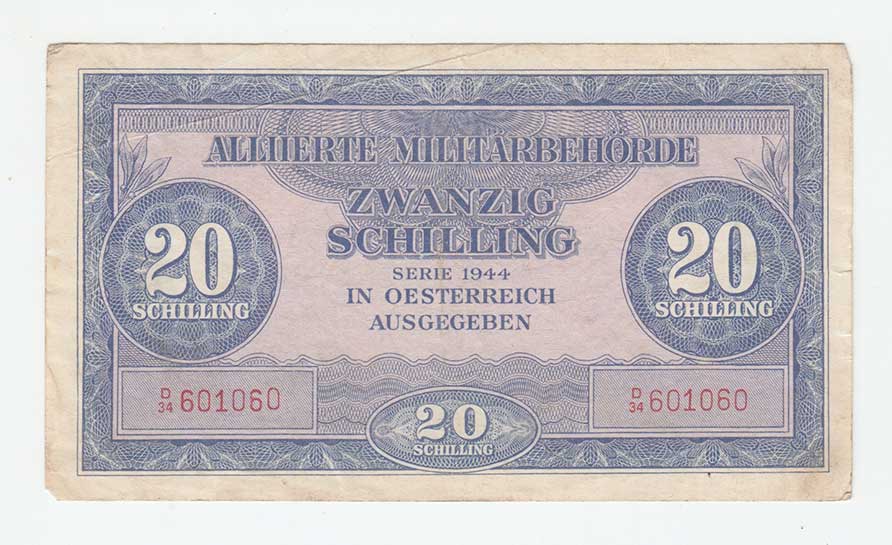 ALLIIERTE MILITÄRBEHÖRDE
ZWANZIG
SCHILLING
SERIE 1944
IN OESTERREICH
AUSGEGEBEN
20
SCHILLING
20
SCHILLING
D/34 601060
D/34 601060
20
SCHILLING